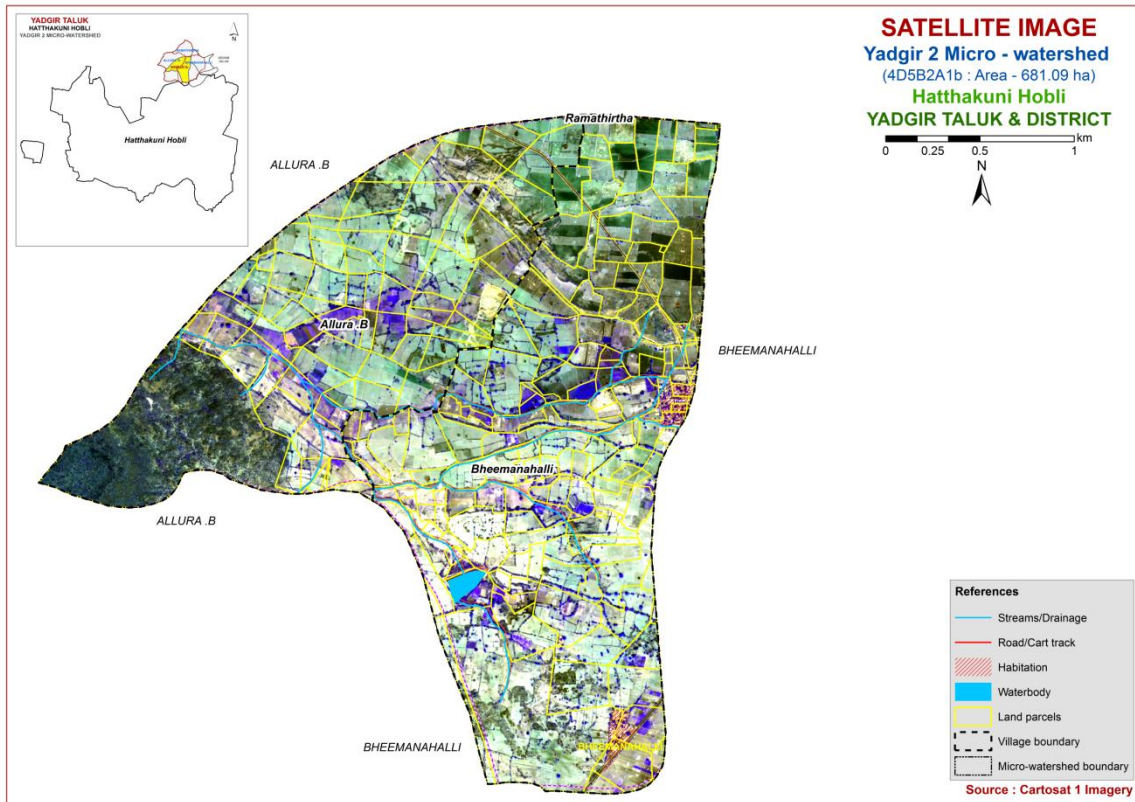 YADGIR TALUK
HATTHAKUNI HOBLI
YADGIR 2 MICRO-WATERSHED
N
Hatthakuni Hobli
SATELLITE IMAGE
Yadgir 2 Micro - watershed
(4D5B2A1b : Area - 681.09 ha)
Hatthakuni Hobli
YADGIR TALUK & DISTRICT
km
0 0.25 0.5 1
N
Ramathirtha
ALLURA .B
Allura .B
BHEEMANAHALLI
Bheemanahalli
ALLURA .B
BHEEMANAHALLI
BHEEMANAHALLI
References
Streams/Drainage
Road/Cart track
Habitation
Waterbody
Land parcels
Village boundary
Micro-watershed boundary
Source : Cartosat 1 Imagery